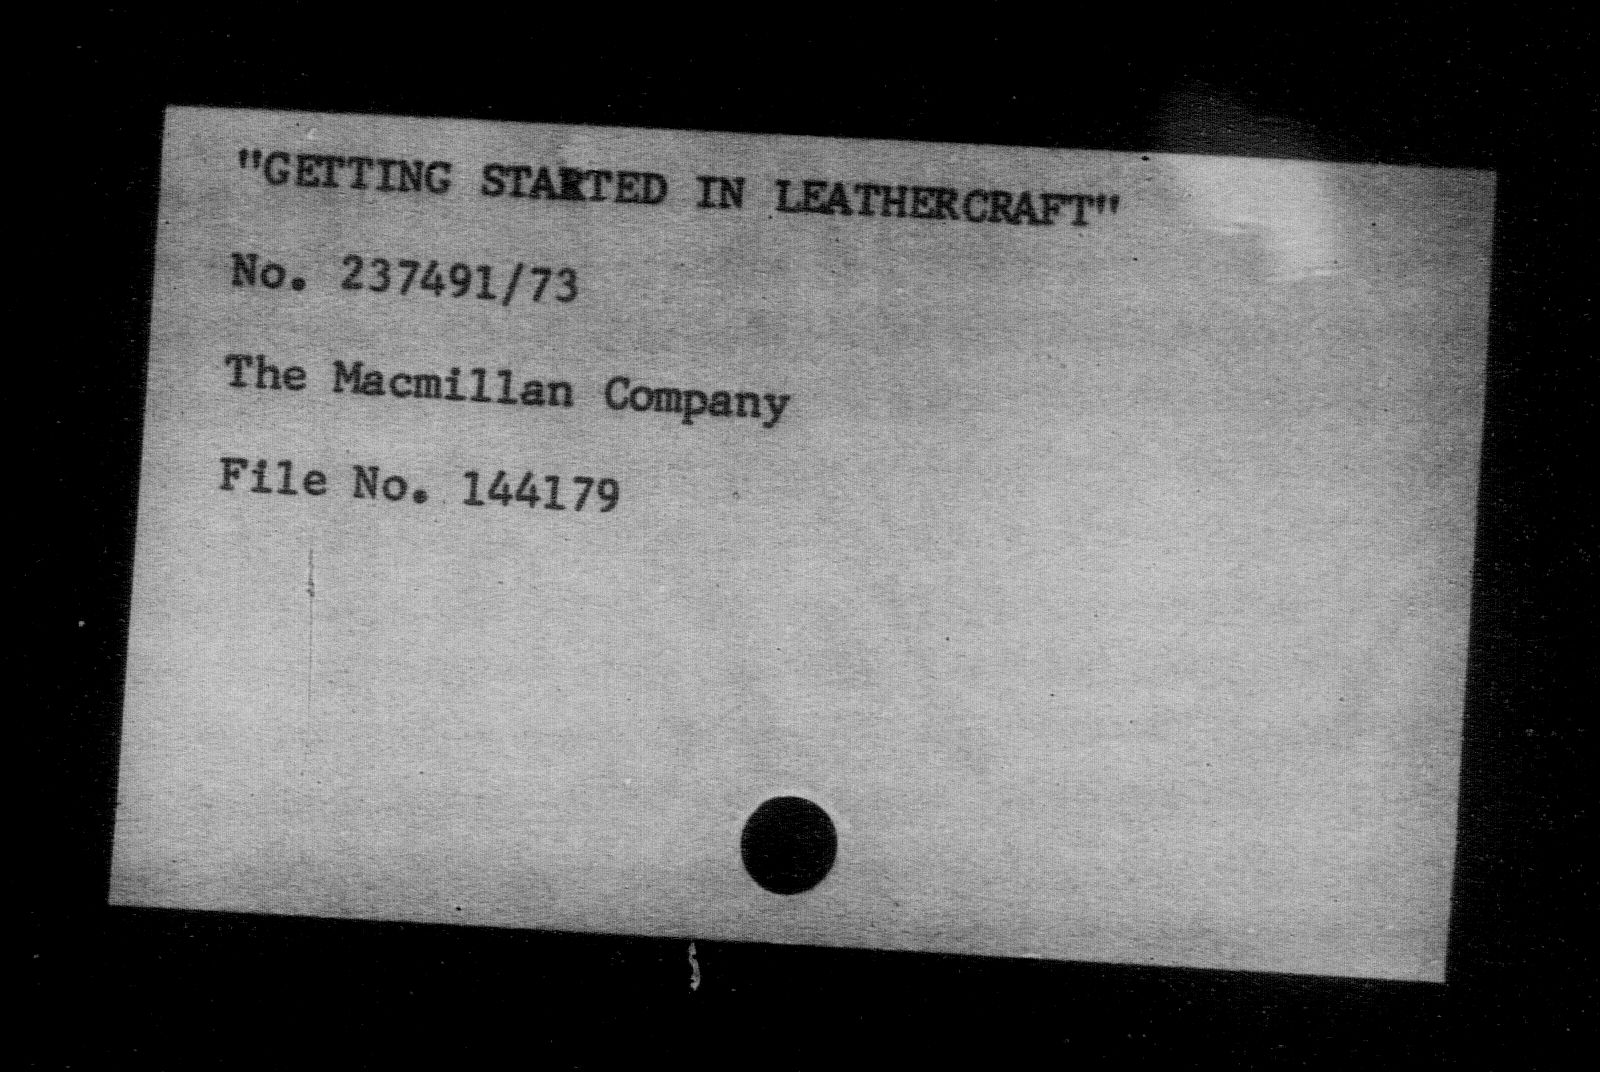 "GETTING STARTED IN LEATHERCRAFT"
No. 237491/73
The Macmillan Company
File No. 144179